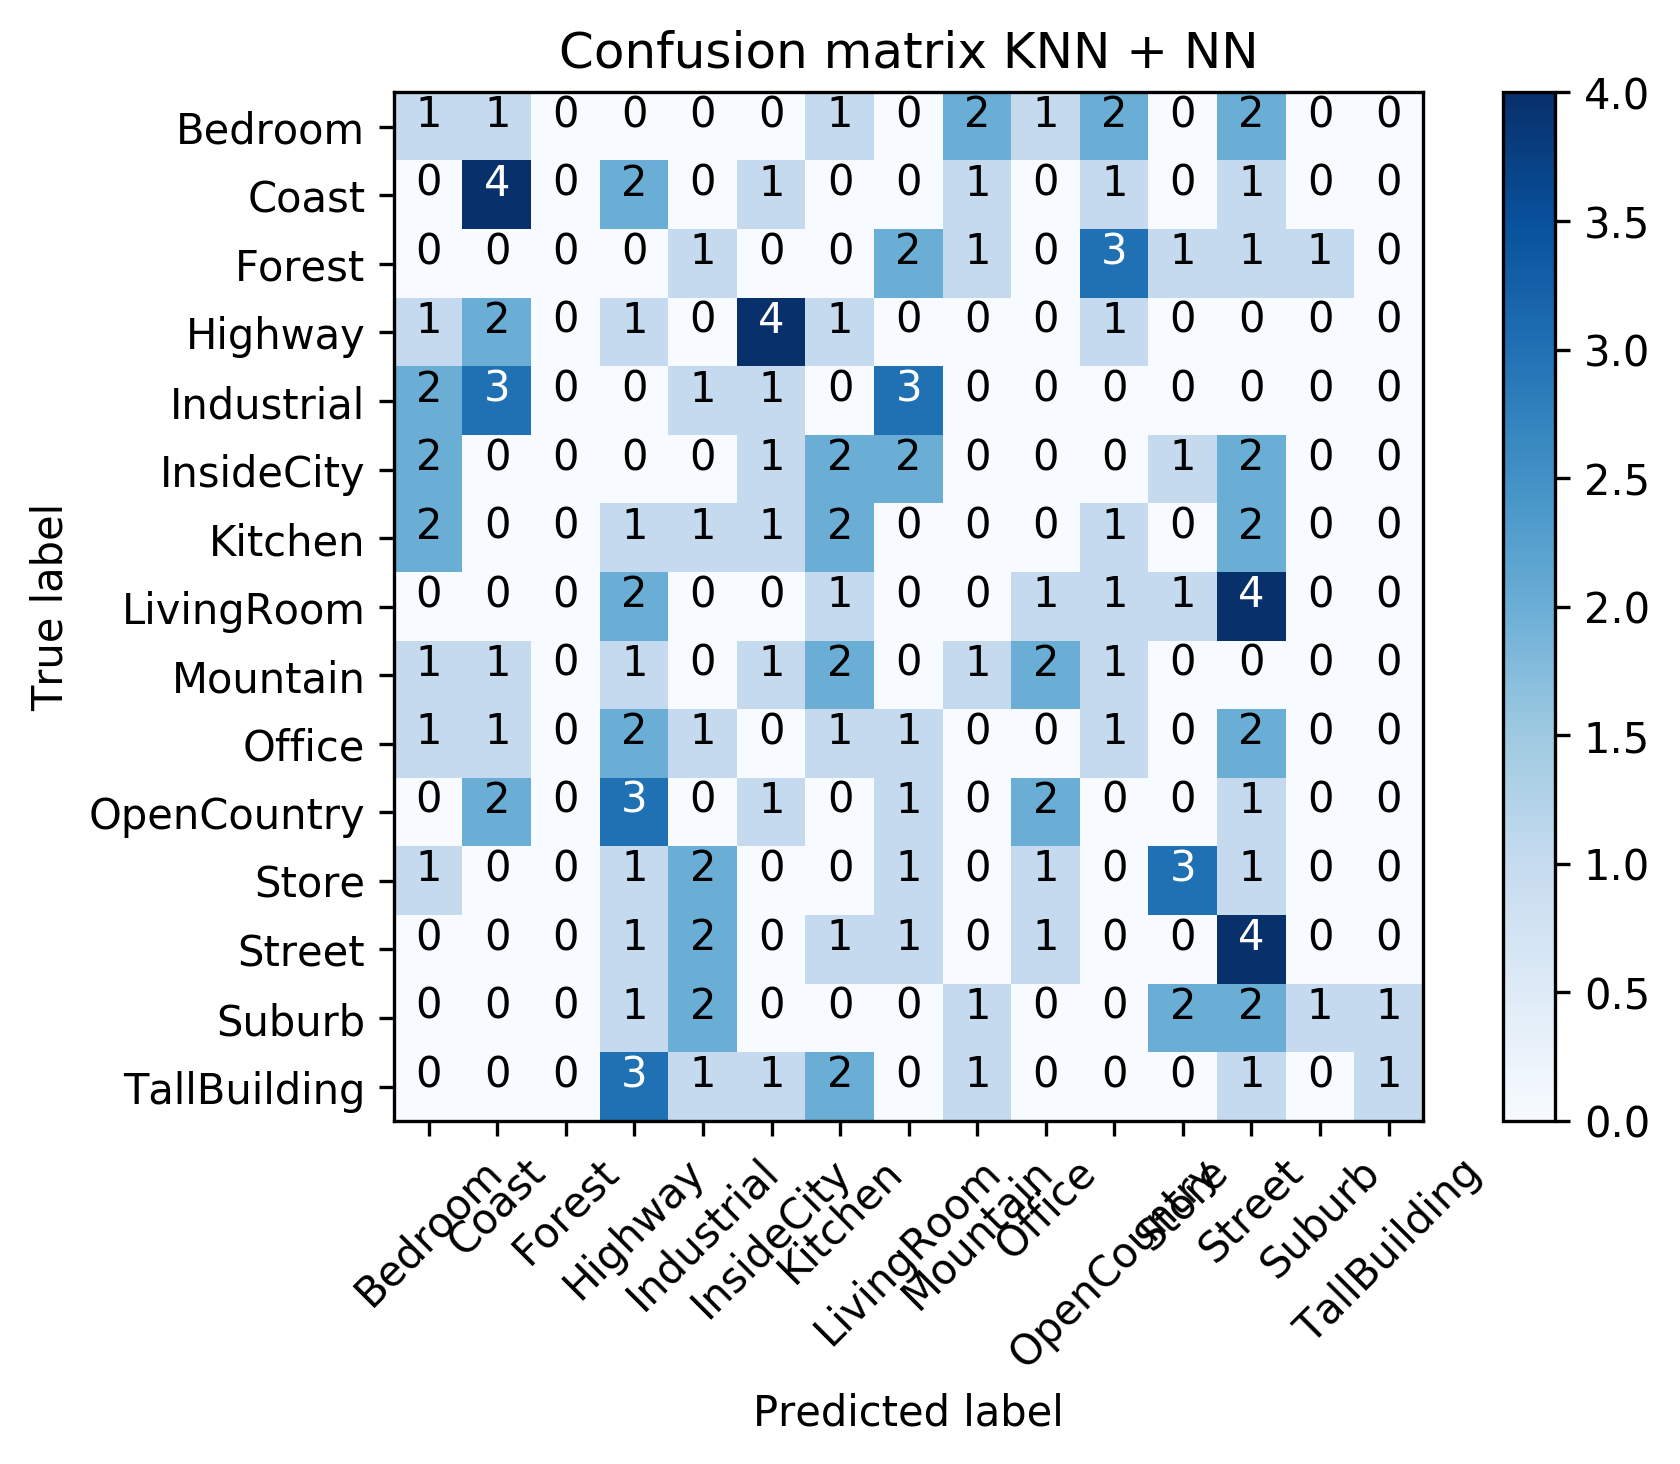 Confusion matrix KNN + NN
Bedroom 1 1 0 0 0 0 1 0 2 1 2 0 2 0 0
Coast 0 4 0 2 0 1 0 0 1 0 1 0 1 0 0
Forest 0 0 0 0 1 0 0 2 1 0 3 1 1 1 0
Highway 1 2 0 1 0 4 1 0 0 0 1 0 0 0 0
Industrial 2 3 0 0 1 1 0 3 0 0 0 0 0 0 0
InsideCity 2 0 0 0 0 1 2 2 0 0 0 1 2 0 0
Kitchen 2 0 0 1 1 1 2 0 0 0 1 0 2 0 0
LivingRoom 0 0 0 2 0 0 1 0 0 1 1 1 4 0 0
Mountain 1 1 0 1 0 1 2 0 1 2 1 0 0 0 0
Office 1 1 0 2 1 0 1 1 0 0 1 0 2 0 0
OpenCountry 0 2 0 3 0 1 0 1 0 2 0 0 1 0 0
Store 1 0 0 1 2 0 0 1 0 1 0 3 1 0 0
Street 0 0 0 1 2 0 1 1 0 1 0 0 4 0 0
Suburb 0 0 0 1 2 0 0 0 1 0 0 2 2 1 1
TallBuilding 0 0 0 3 1 1 2 0 1 0 0 0 1 0 1
True label
Bedroom
Coast
Forest
Highway
Industrial
InsideCity
Kitchen
LivingRoom
Mountain
Office
OpenCountry
Store
Street
Suburb
TallBuilding
Predicted label
4.0
3.5
3.0
2.5
2.0
1.5
1.0
0.5
0.0